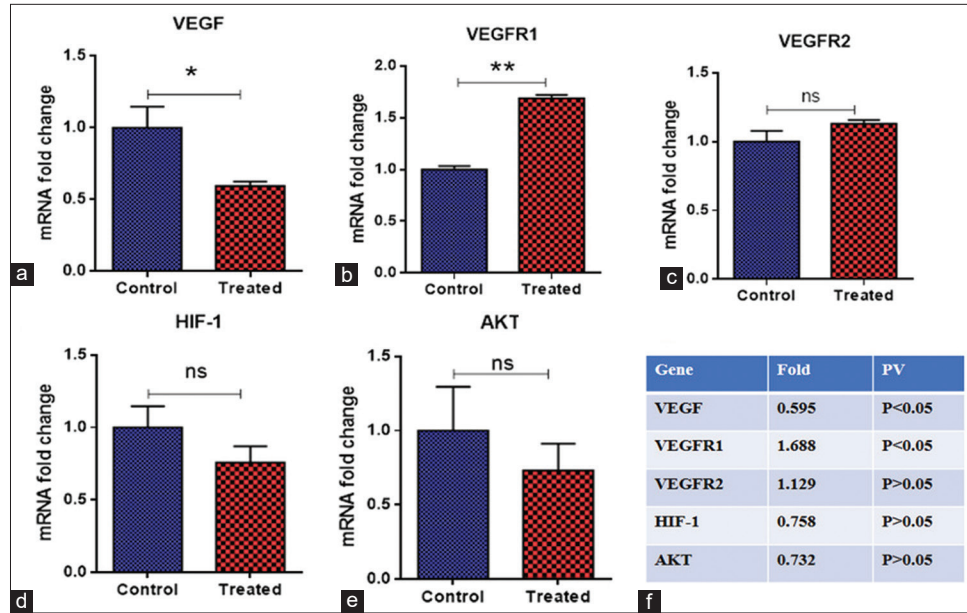 VEGF
mRNA fold change
1.5
1.0
0.5
0.0
*
Control Treated
a
VEGFR1
mRNA fold change
2.0
1.5
1.0
0.5
0.0
**
Control Treated
b
VEGFR2
mRNA fold change
1.5
1.0
0.5
0.0
ns
Control Treated
c
HIF-1
mRNA fold change
1.5
1.0
0.5
0.0
ns
Control Treated
d
AKT
mRNA fold change
1.5
1.0
0.5
0.0
ns
Control Treated
e
Gene Fold PV
VEGF 0.595 P<0.05
VEGFR1 1.688 P<0.05
VEGFR2 1.129 P>0.05
HIF-1 0.758 P>0.05
AKT 0.732 P>0.05
f